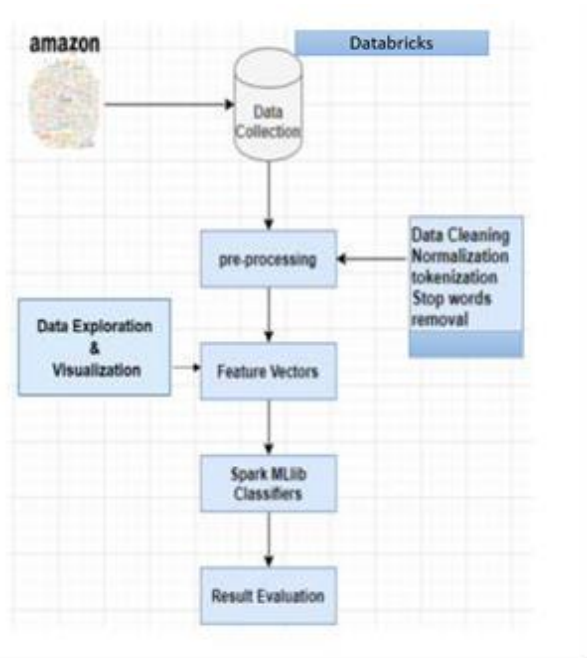 amazon
Databricks
Data
Collection
pre-processing
Data Cleaning
Normalization
tokenization
Stop words
removal
Data Exploration
&
Visualization
Feature Vectors
Spark MLlib
Classifiers
Result Evaluation